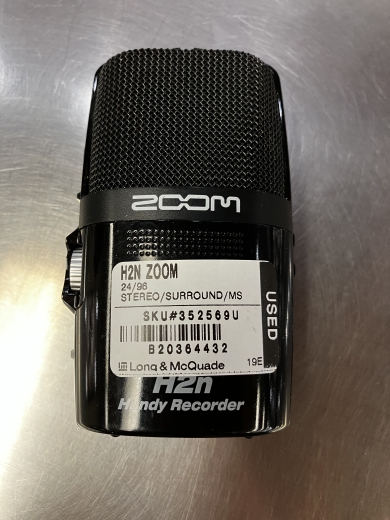 ZOOM
H2N ZOOM
24/96
STEREO/SURROUND/MS
SKU#352569U
USED
B20364432
Long & McQuade
19E
H2n
Handy Recorder